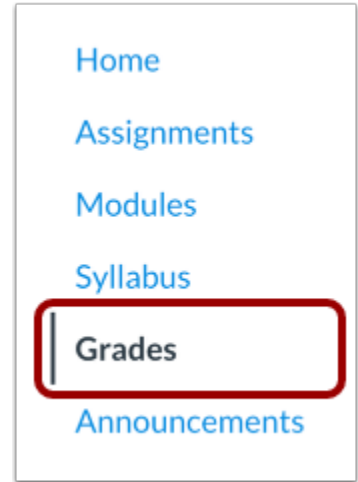 Home
Assignments
Modules
Syllabus
Grades
Announcements